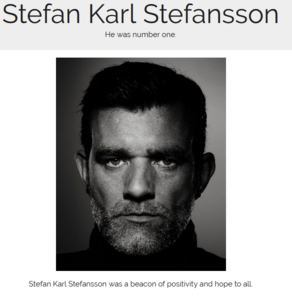 Stefan Karl Stefansson
He was number one.
Stefan Karl Stefansson was a beacon of positivity and hope to all.